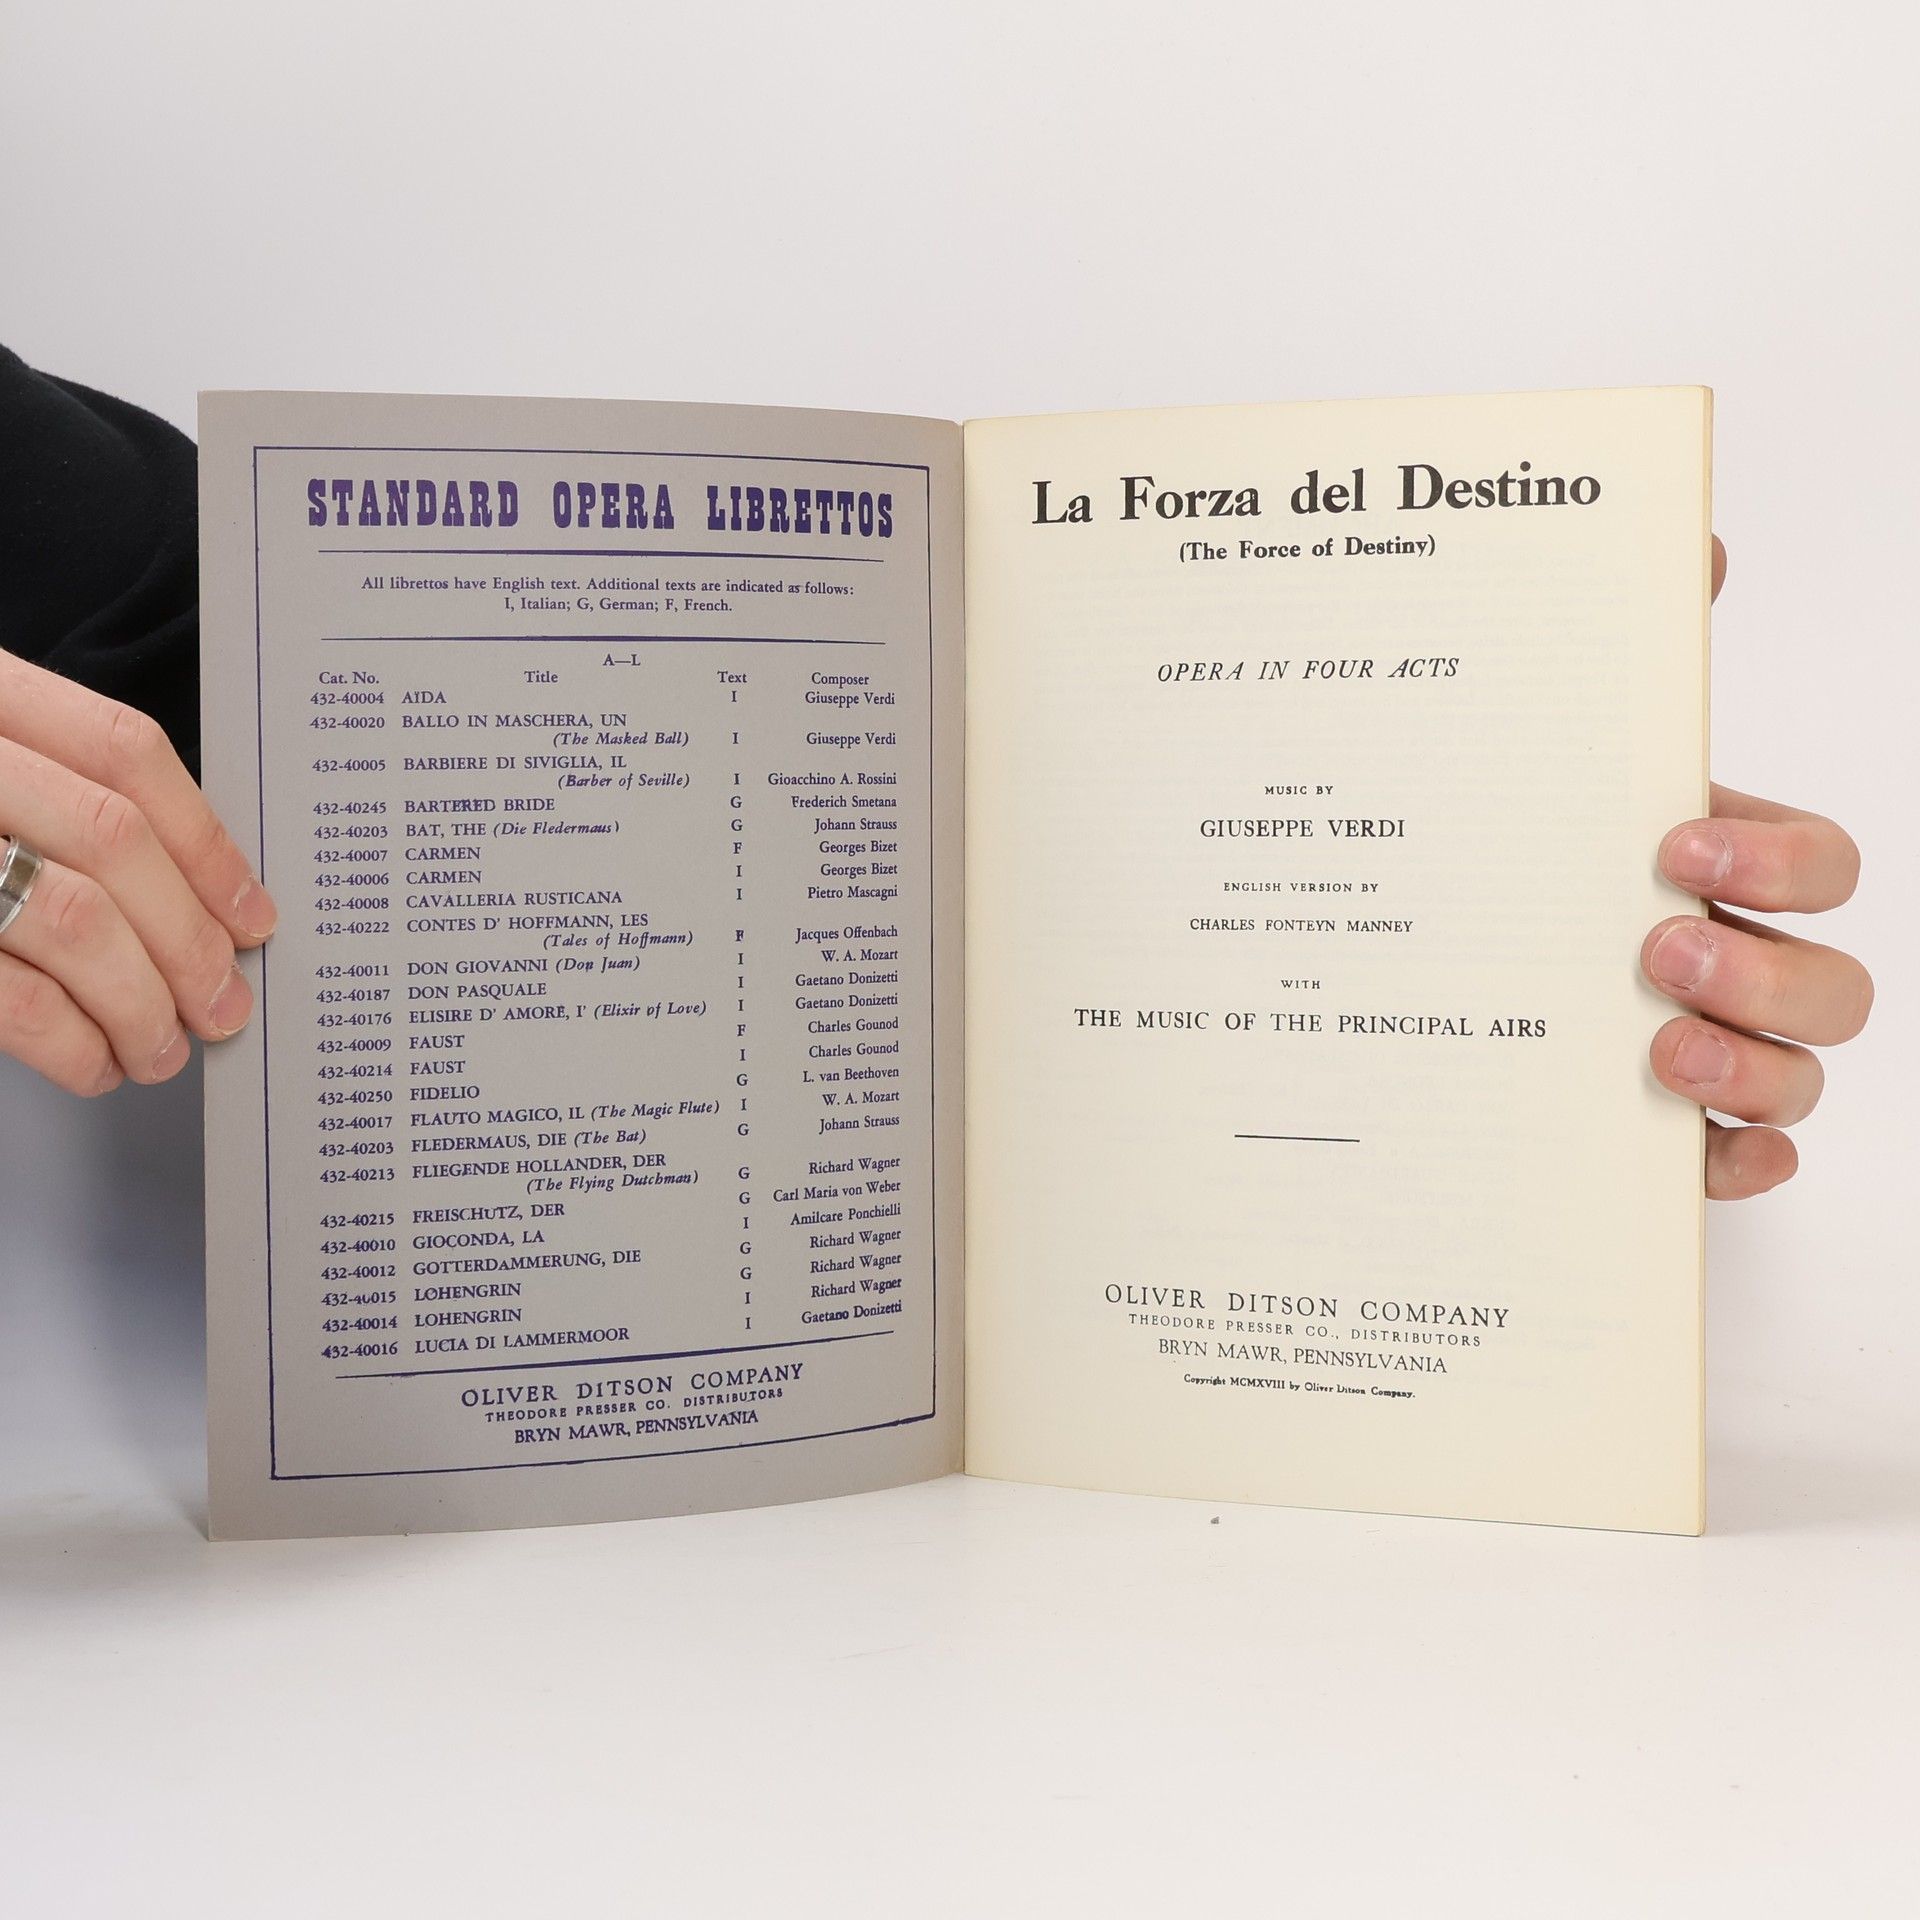 STANDARD OPERA LIBRETTOS
All librettos have English text. Additional texts are indicated as follows:
I, Italian; G, German; F, French.
A—L
Cat. No. Title Text Composer
432-40004 AIDA I Giuseppe Verdi
432-40020 BALLO IN MASCHERA, UN
(The Masked Ball) I Giuseppe Verdi
432-40005 BARBIERE DI SIVIGLIA, IL
(Barber of Seville) I Gioacchino A. Rossini
432-40245 BARTERED BRIDE G Frederich Smetana
432-40203 BAT, THE (Die Fledermaus) G Johann Strauss
432-40007 CARMEN F Georges Bizet
432-40006 CARMEN I Georges Bizet
432-40008 CAVALLERIA RUSTICANA I Pietro Mascagni
432-40222 CONTES D' HOFFMANN, LES
(Tales of Hoffmann) F Jacques Offenbach
432-40011 DON GIOVANNI (Don Juan) I W. A. Mozart
432-40187 DON PASQUALE I Gaetano Donizetti
432-40176 ELISIRE D' AMORE, I' (Elixir of Love) I Gaetano Donizetti
432-40009 FAUST F Charles Gounod
432-40214 FAUST I Charles Gounod
432-40250 FIDELIO G L. van Beethoven
432-40017 FLAUTO MAGICO, IL (The Magic Flute) I W. A. Mozart
432-40203 FLEDERMAUS, DIE (The Bat) G Johann Strauss
432-40213 FLIEGENDE HOLLANDER, DER
(The Flying Dutchman) G Richard Wagner
432-40215 FREISCHUTZ, DER G Carl Maria von Weber
432-40010 GIOCONDA, LA I Amilcare Ponchielli
432-40012 GOTTERDAMMERUNG, DIE G Richard Wagner
432-40015 LOHENGRIN G Richard Wagner
432-40014 LOHENGRIN I Richard Wagner
432-40016 LUCIA DI LAMMERMOOR I Gaetano Donizetti
OLIVER DITSON COMPANY
THEODORE PRESSER CO. DISTRIBUTORS
BRYN MAWR, PENNSYLVANIA
La Forza del Destino
(The Force of Destiny)
OPERA IN FOUR ACTS
MUSIC BY
GIUSEPPE VERDI
ENGLISH VERSION BY
CHARLES FONTEYN MANNEY
WITH
THE MUSIC OF THE PRINCIPAL AIRS
OLIVER DITSON COMPANY
THEODORE PRESSER CO., DISTRIBUTORS
BRYN MAWR, PENNSYLVANIA
Copyright MCMXVIII by Oliver Ditson Company.